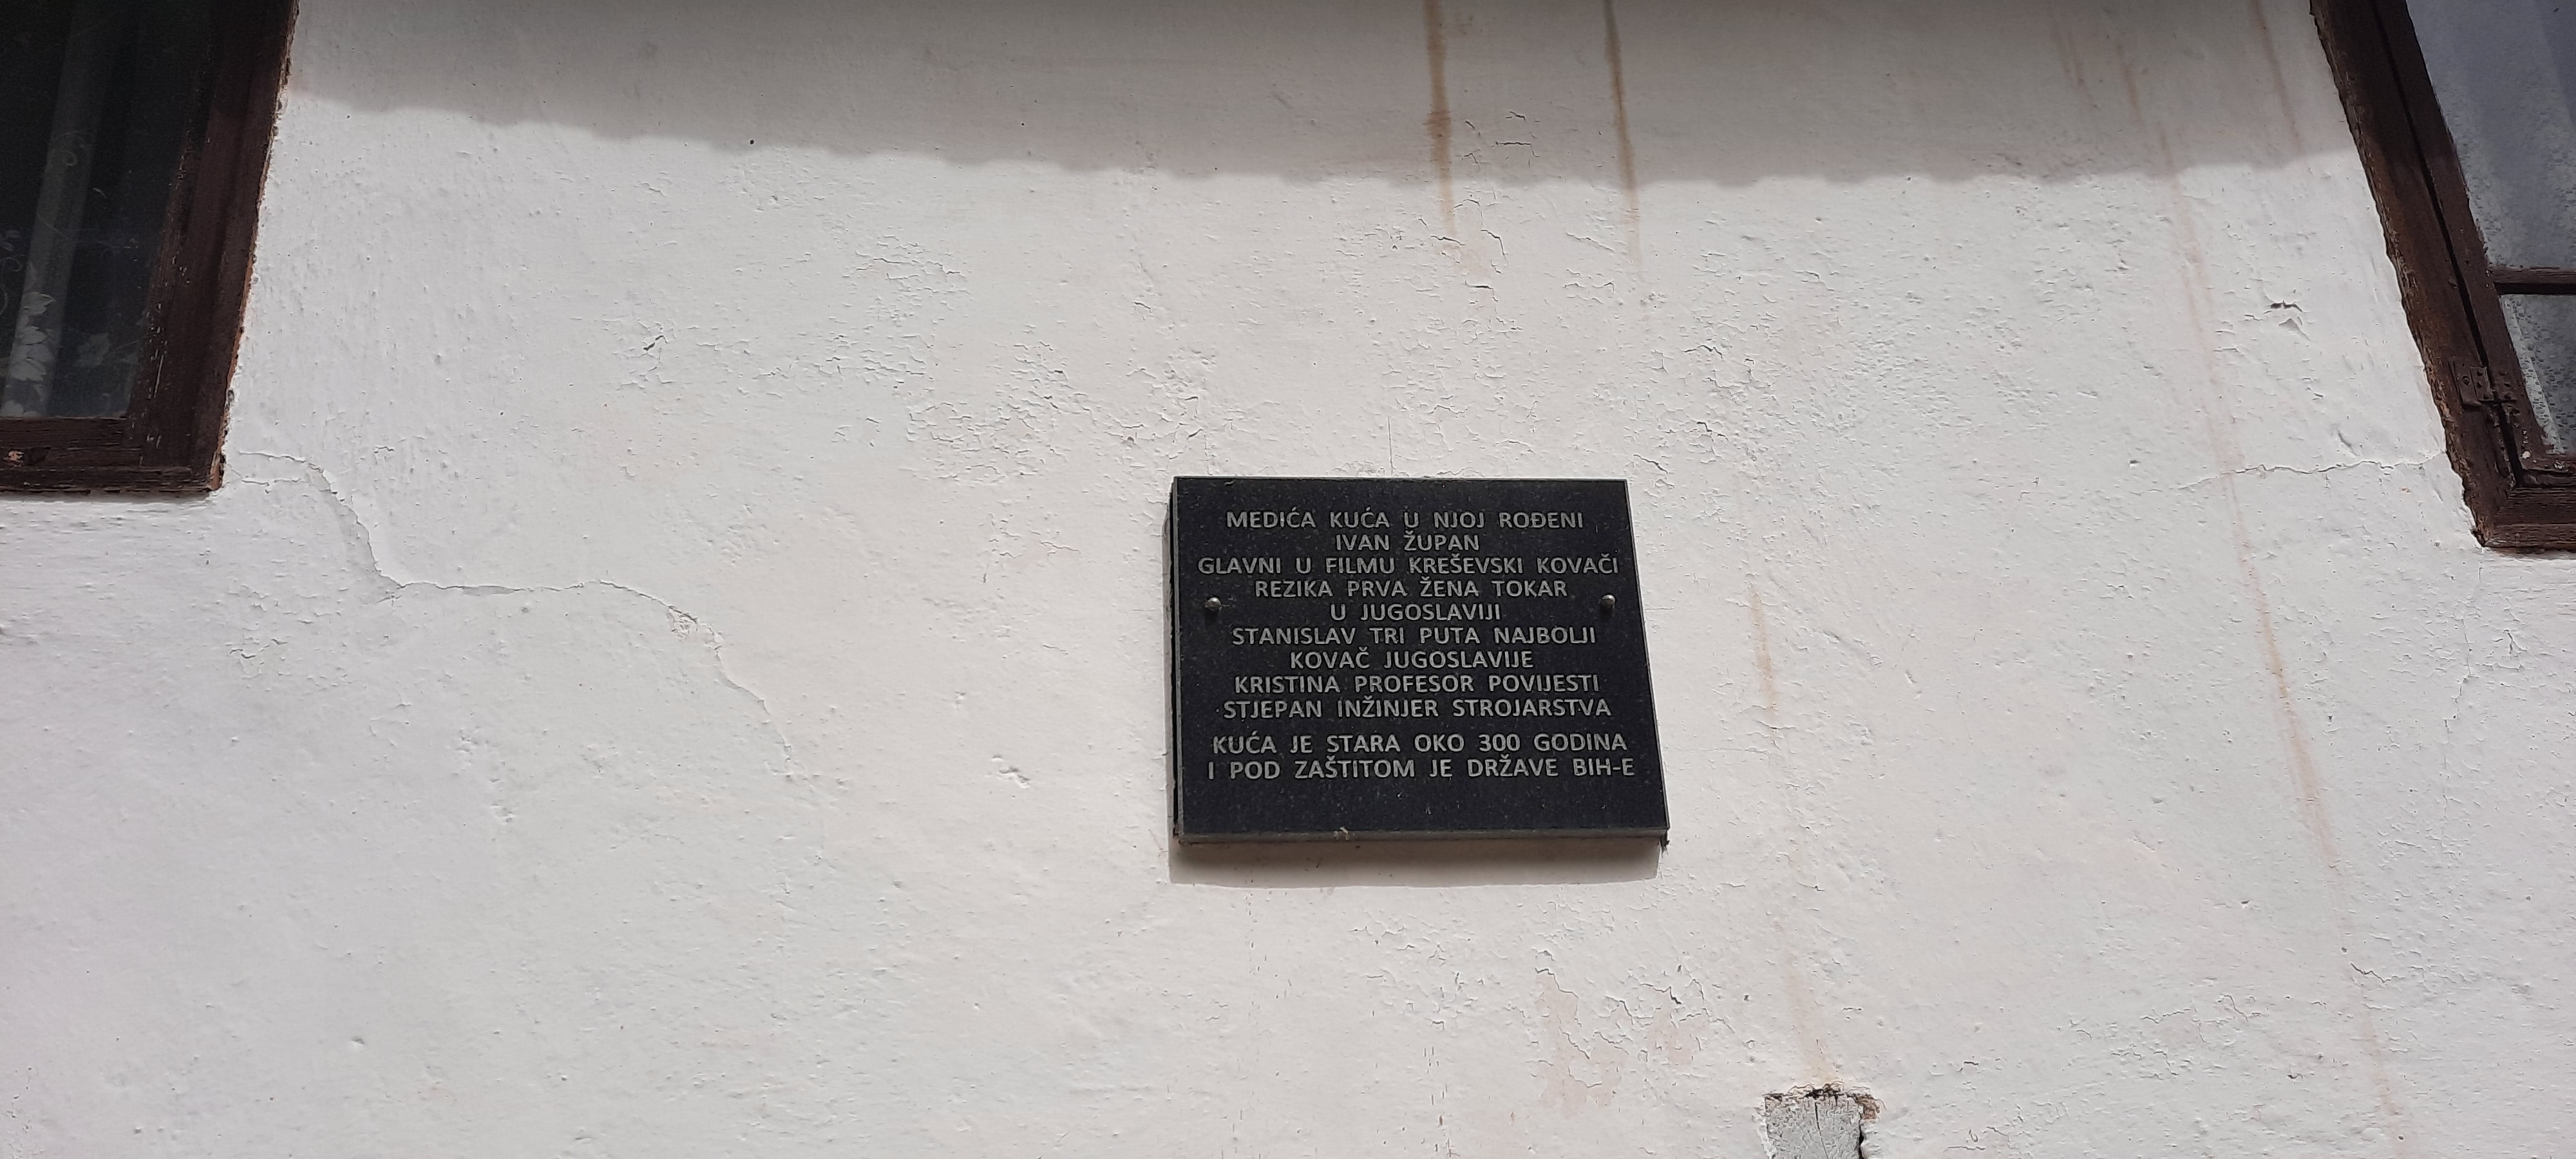 MEDIĆA KUĆA U NJOJ ROĐENI
IVAN ŽUPAN
GLAVNI U FILMU KREŠEVSKI KOVAČI
REZIKA PRVA ŽENA TOKAR
U JUGOSLAVIJI
STANISLAV TRI PUTA NAJBOLJI
KOVAČ JUGOSLAVIJE
KRISTINA PROFESOR POVIJESTI
STJEPAN INŽINJER STROJARSTVA
KUĆA JE STARA OKO 300 GODINA
I POD ZAŠTITOM JE DRŽAVE BIH-E